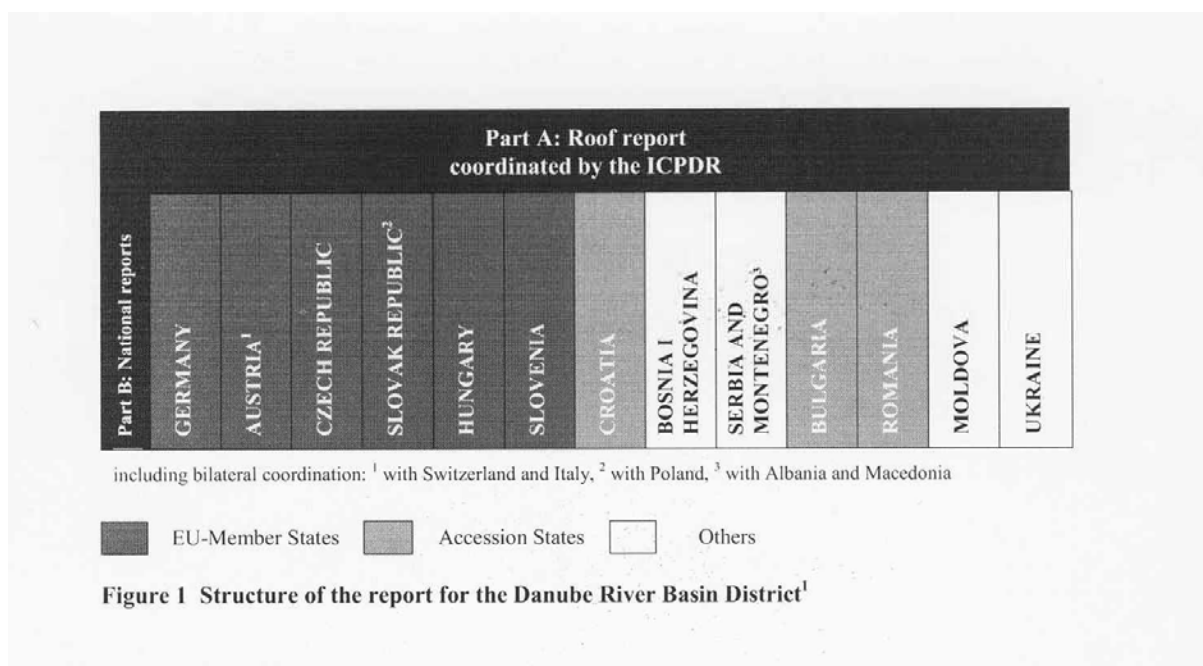 Part A: Roof report
coordinated by the ICPDR
Part B: National reports
GERMANY
AUSTRIA¹
CZECH REPUBLIC
SLOVAK REPUBLIC²
HUNGARY
SLOVENIA
CROATIA
BOSNIA I
HERZEGOVINA
SERBIA AND
MONTENEGRO³
BULGARIA
ROMANIA
MOLDOVA
UKRAINE
including bilateral coordination: ¹ with Switzerland and Italy, ² with Poland, ³ with Albania and Macedonia
EU-Member States
Accession States
Others
Figure 1 Structure of the report for the Danube River Basin District¹